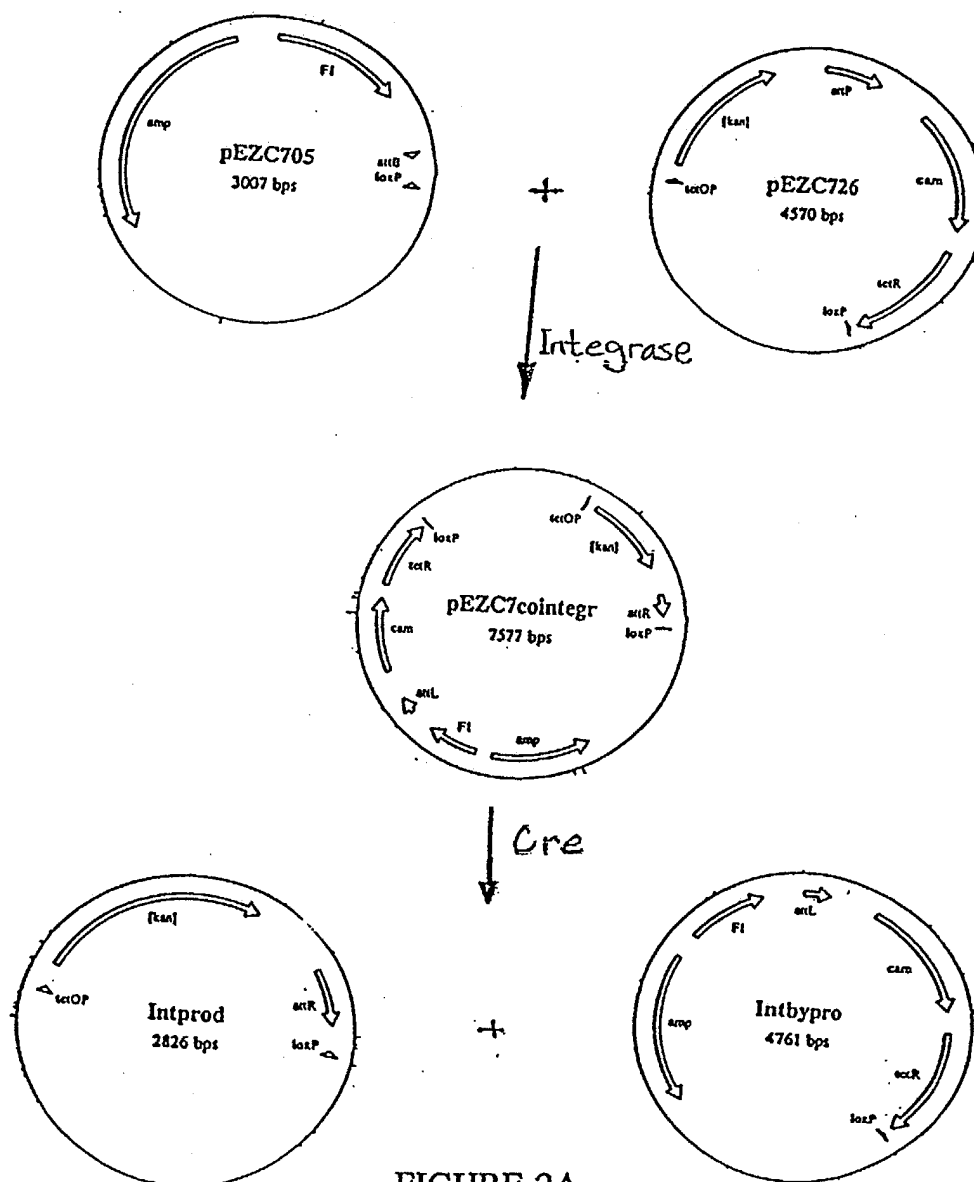 F1
amp
attB
loxP
pEZC705
3007 bps
+
attP
[kan]
cam
tetOP
pEZC726
4570 bps
tetR
loxP
Integrase
tetOP
[kan]
loxP
tetR
attR
loxP
pEZC7cointegr
7577 bps
cam
attL
F1
amp
Cre
[kan]
tetOP
attR
loxP
Intprod
2826 bps
+
attL
F1
cam
amp
Intbypro
4761 bps
tetR
loxP
FIGURE 2A